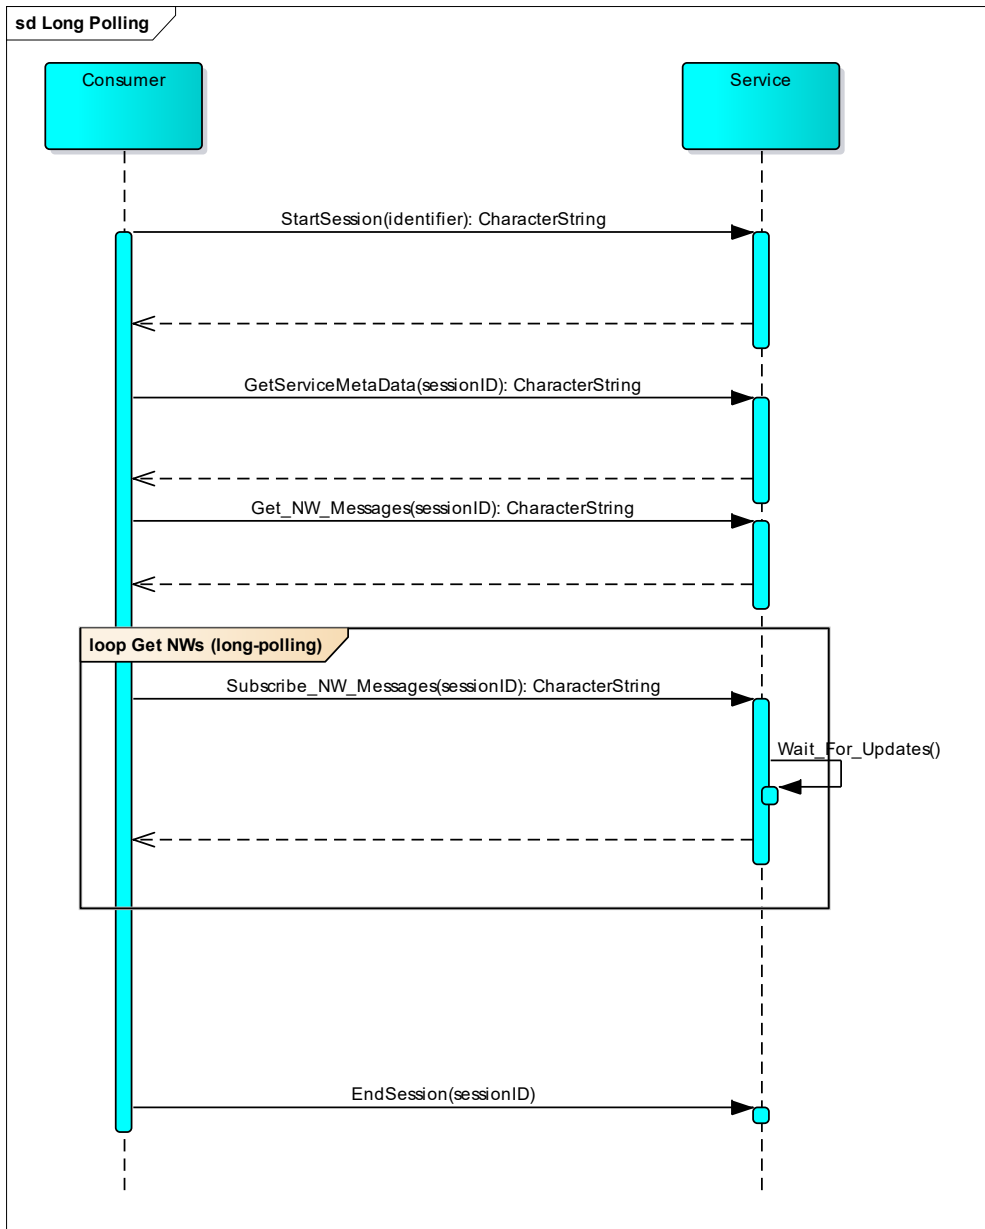 sd Long Polling
Consumer
Service
StartSession(identifier): CharacterString
GetServiceMetaData(sessionID): CharacterString
Get_NW_Messages(sessionID): CharacterString
loop Get NWs (long-polling)
Subscribe_NW_Messages(sessionID): CharacterString
Wait_For_Updates()
EndSession(sessionID)